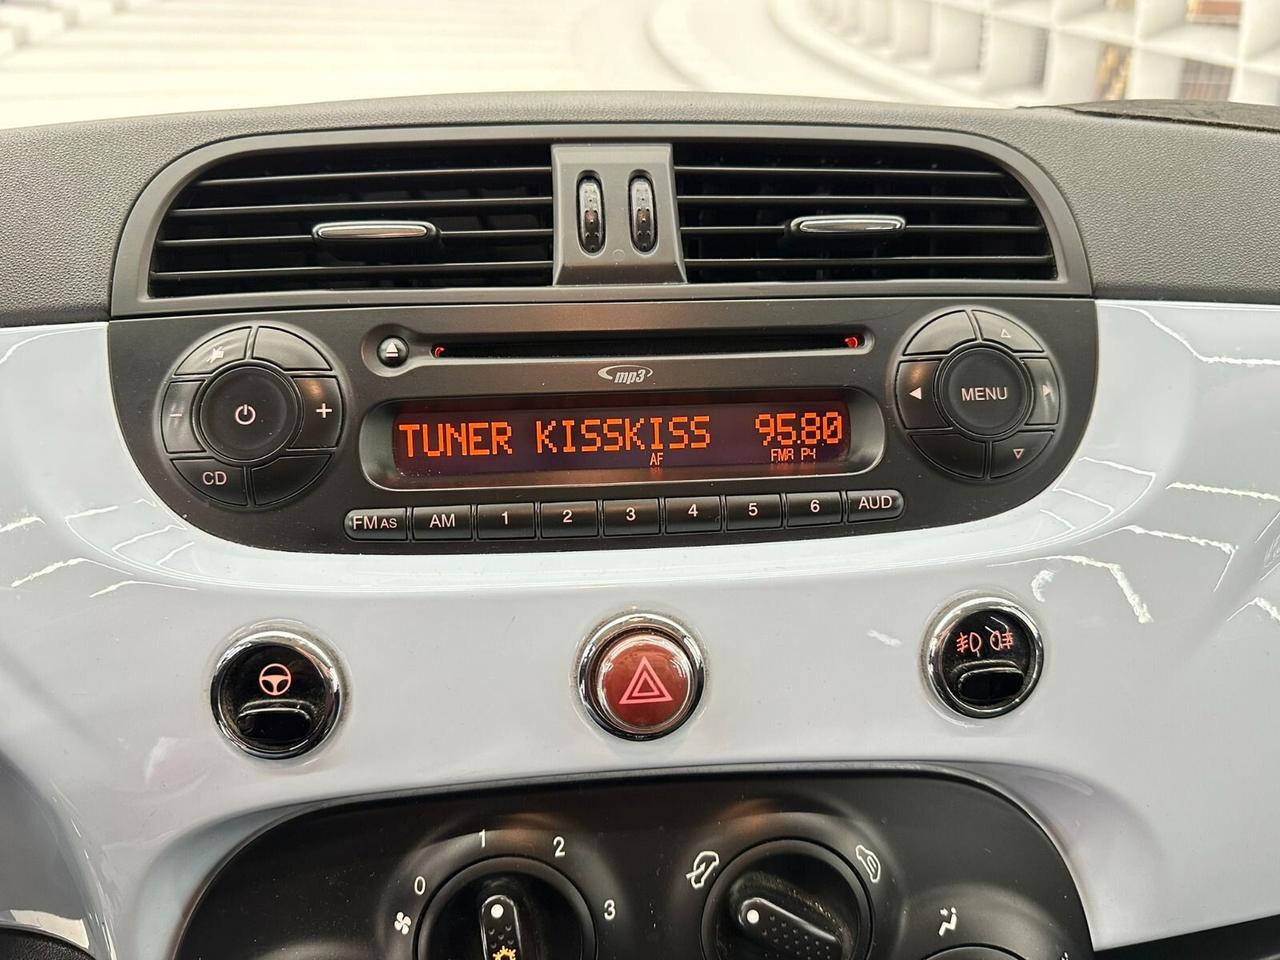 mp3
TUNER KISSKISS 95.80
AF FMR P4
MENU
- +
CD
FM AS AM 1 2 3 4 5 6 AUD
0 1 2 3